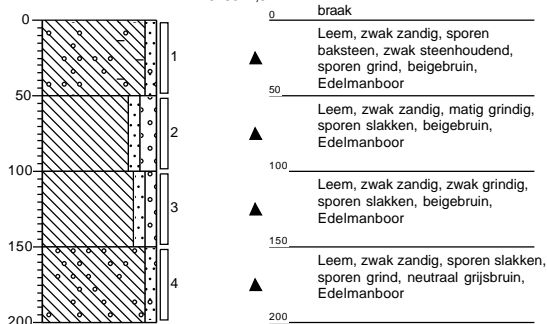 braak
0
0
Leem, zwak zandig, sporen
baksteen, zwak steenhoudend,
sporen grind, beigebruin,
Edelmanboor
1
50
50
Leem, zwak zandig, matig grindig,
sporen slakken, beigebruin,
Edelmanboor
2
100
100
Leem, zwak zandig, zwak grindig,
sporen slakken, beigebruin,
Edelmanboor
3
150
150
Leem, zwak zandig, sporen slakken,
sporen grind, neutraal grijsbruin,
Edelmanboor
4
200
200